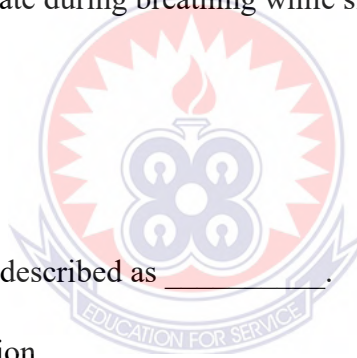 ate during breathing while s
described as __________.
EDUCATION FOR SERVICE
ion